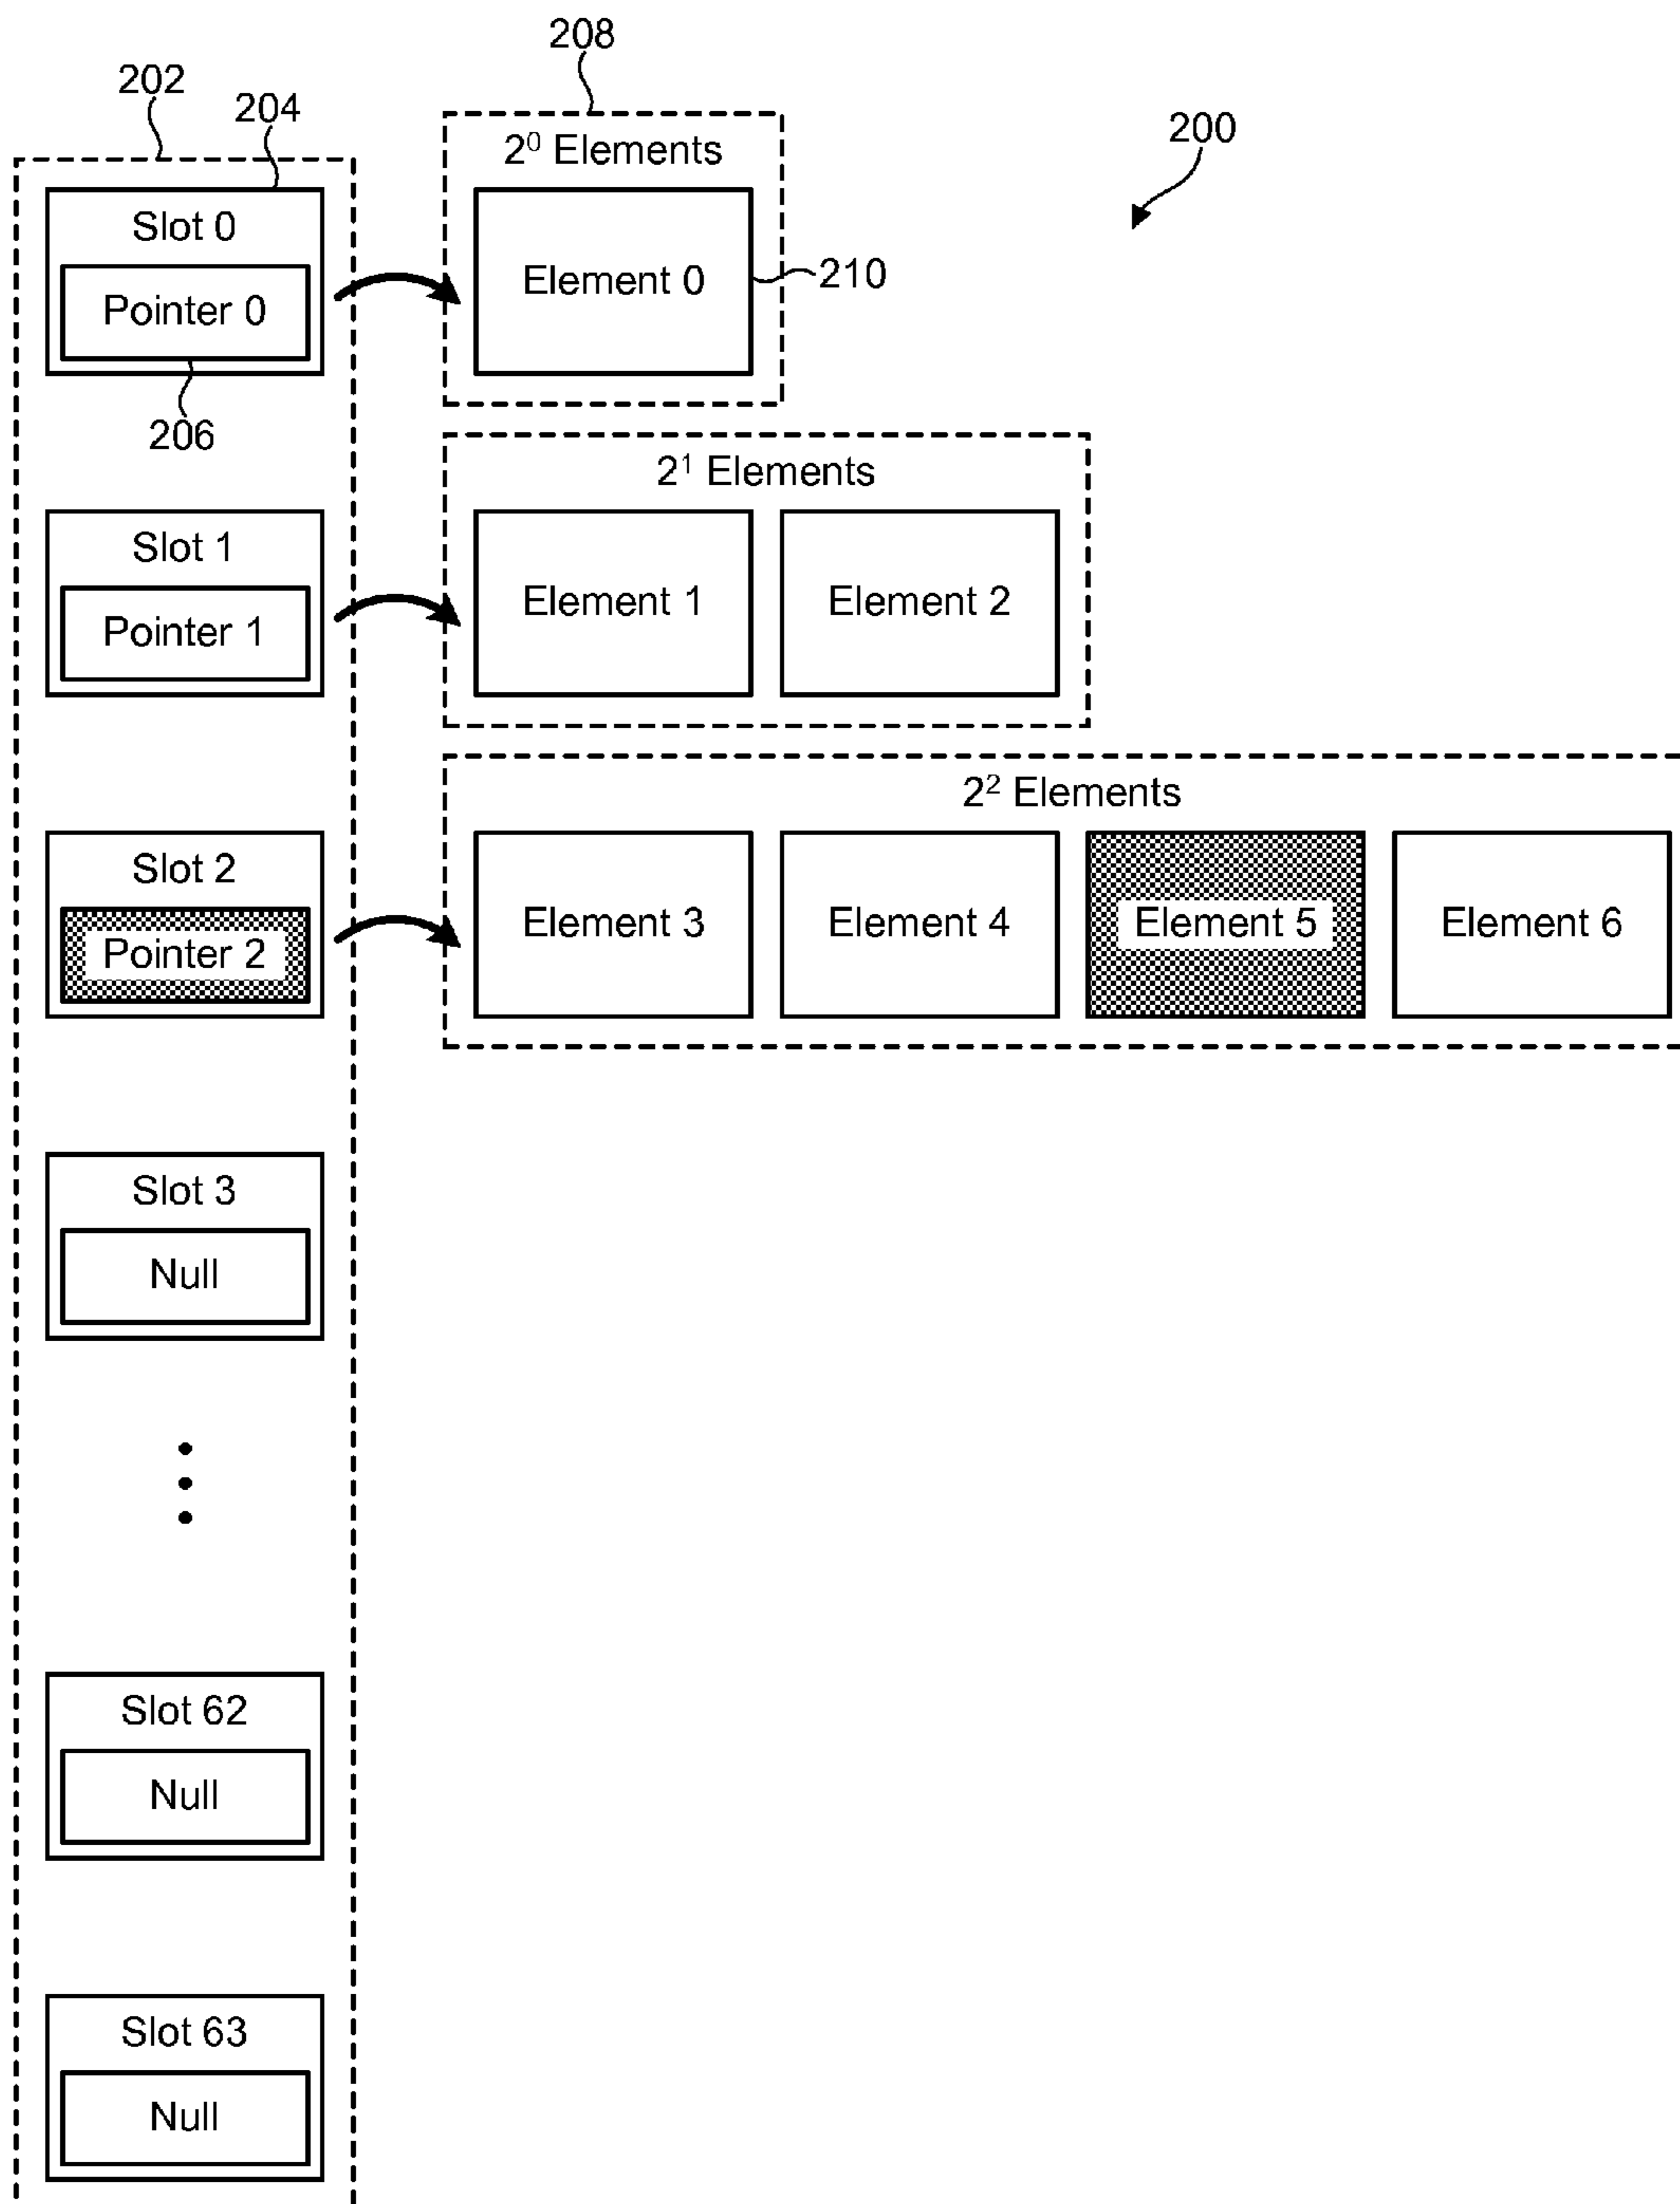 208
202
204
200
2⁰ Elements
Slot 0
Element 0
210
Pointer 0
206
2¹ Elements
Slot 1
Element 1 Element 2
Pointer 1
2² Elements
Slot 2
Element 3 Element 4 Element 5 Element 6
Pointer 2
Slot 3
Null
Slot 62
Null
Slot 63
Null